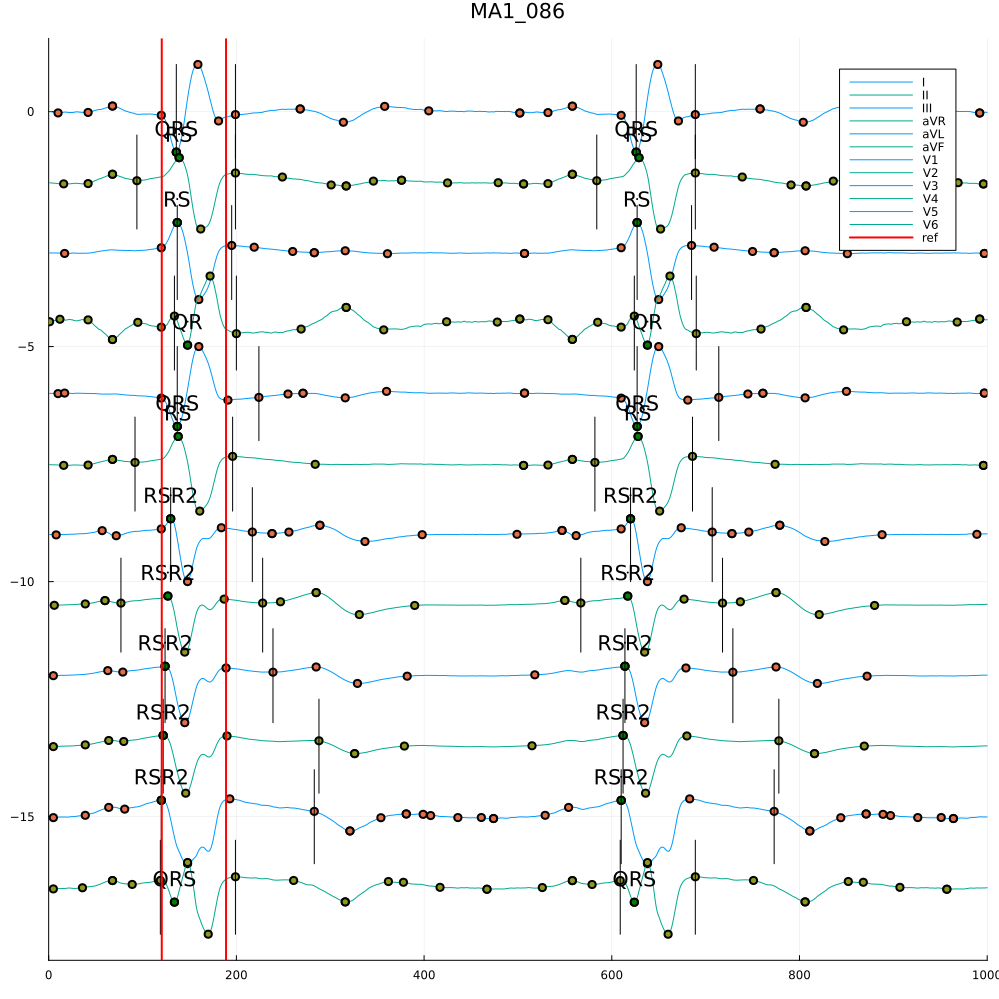 MA1_086
I
II
III
aVR
aVL
aVF
V1
V2
V3
V4
V5
V6
ref
0
−5
−10
−15
QRS QRS
RS RS
RS RS
QR QR
QRS QRS
RS RS
RSR2 RSR2
RSR2 RSR2
RSR2 RSR2
RSR2 RSR2
RSR2 RSR2
QRS QRS
0 200 400 600 800 1000